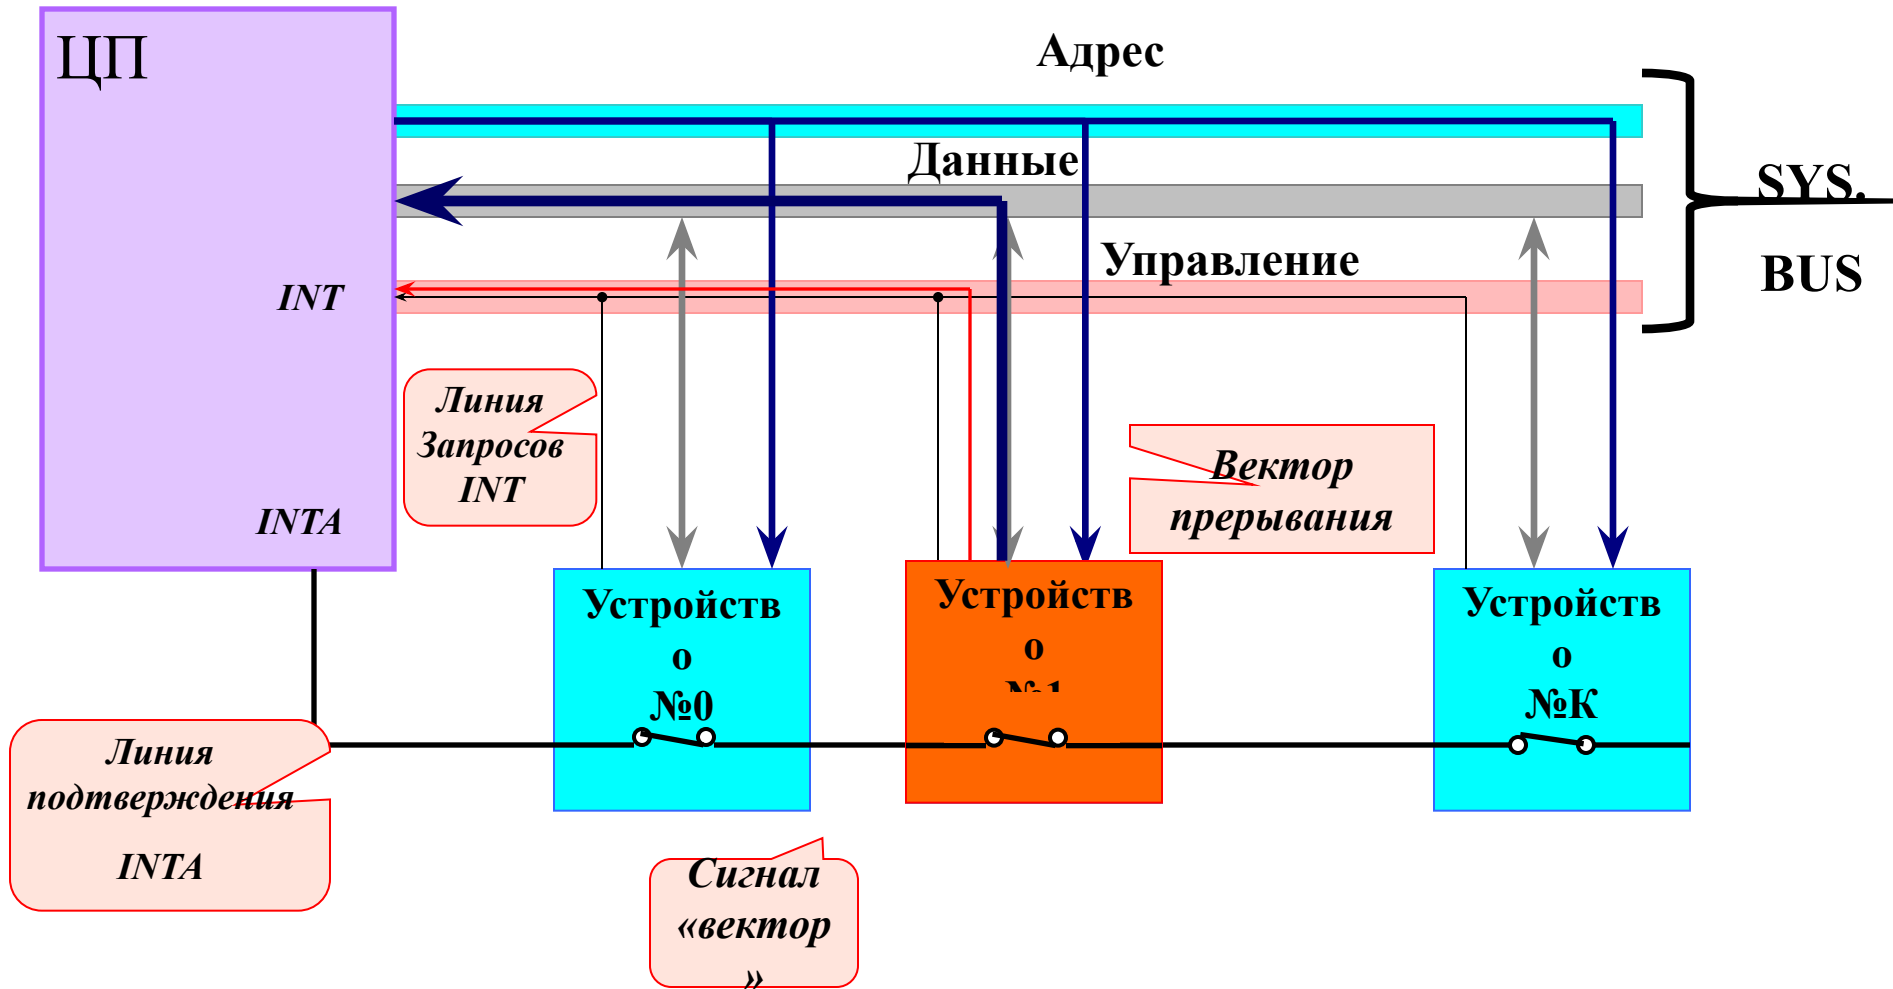 ЦП
Адрес
Данные
SYS.
BUS
Управление
INT
Линия
Запросов
INT
Вектор
прерывания
INTA
Устройств
о
№0
Устройств
о
№1
Устройств
о
№К
Линия
подтверждения
INTA
Сигнал
«вектор
»